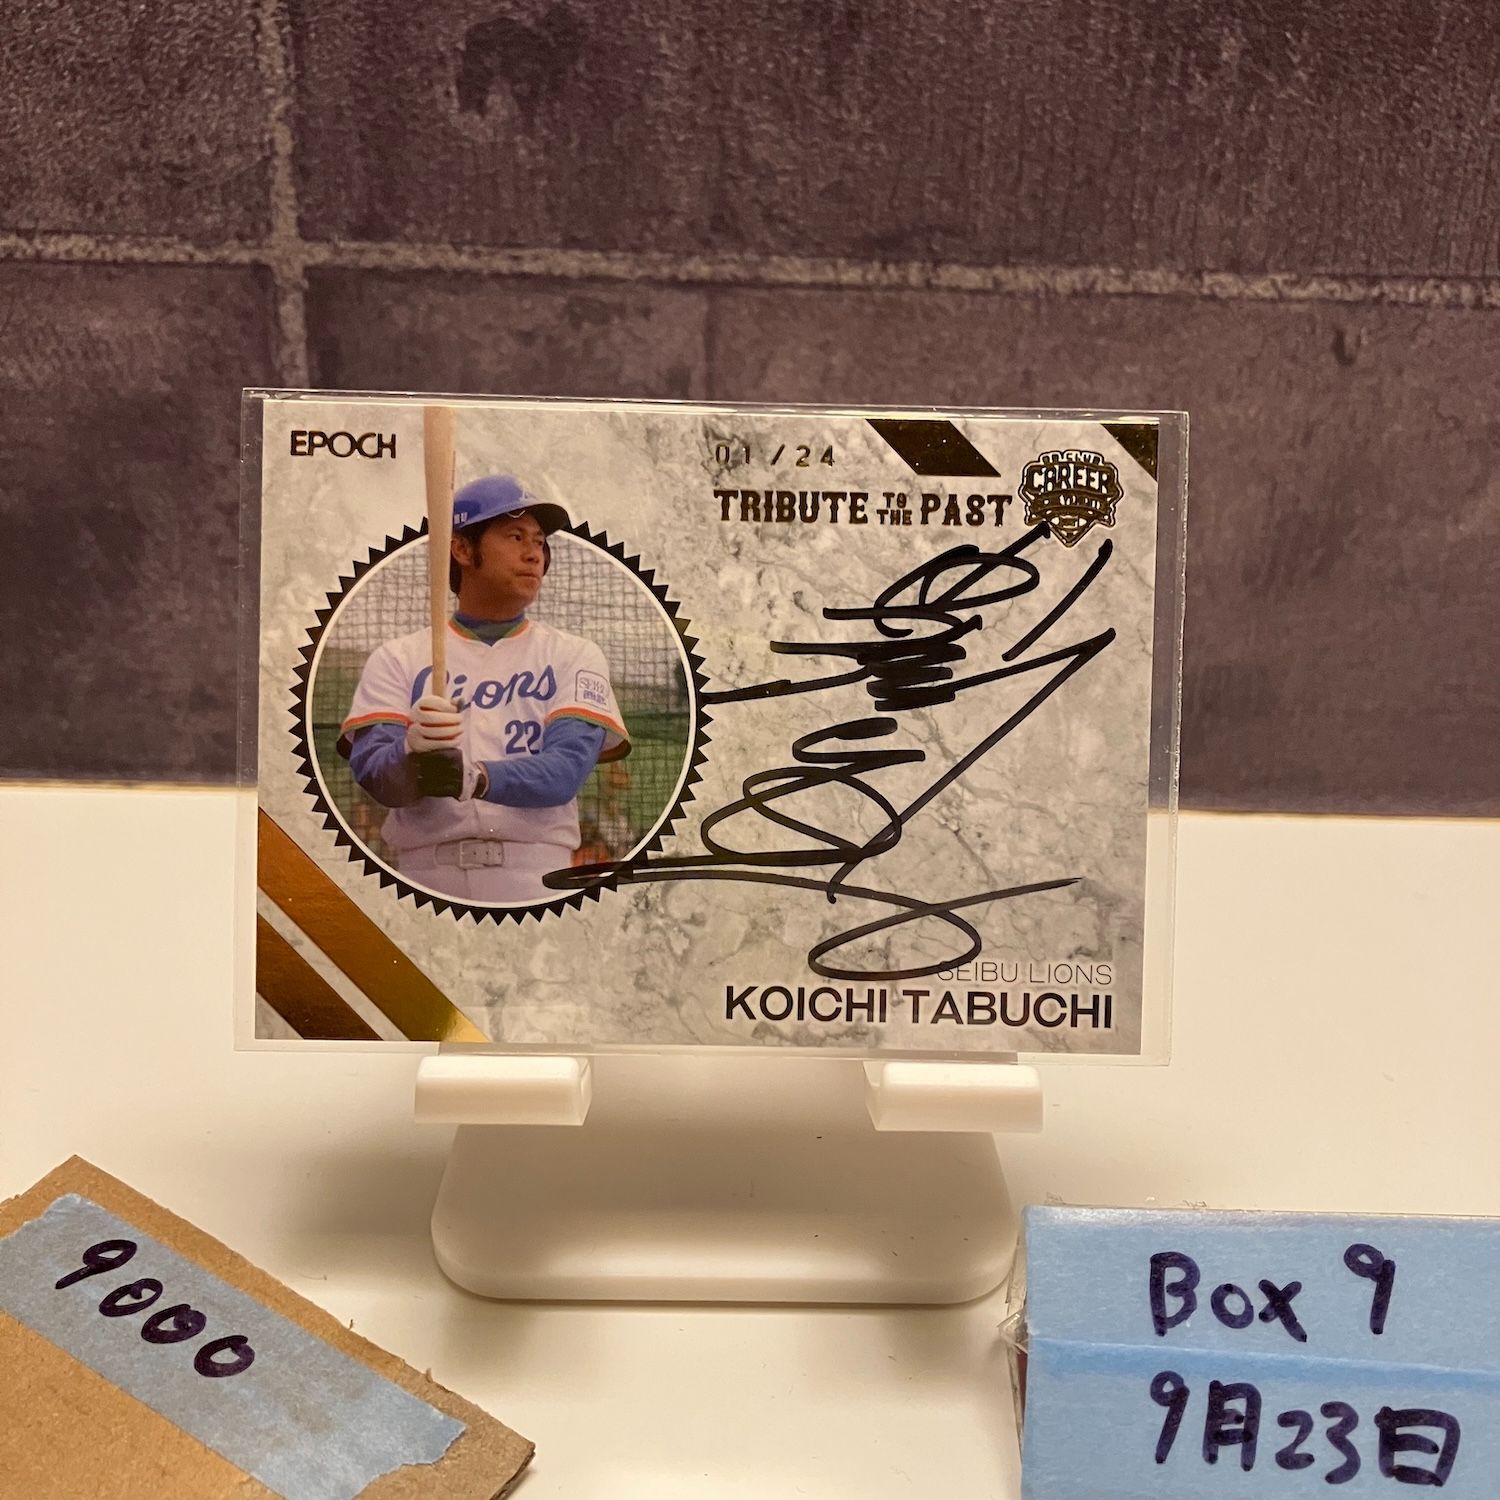 EPOCH
01/24
TRIBUTE TO THE PAST
CAREER
Lions
22
SEIBU LIONS
KOICHI TABUCHI
9000
Box 9
9月23日